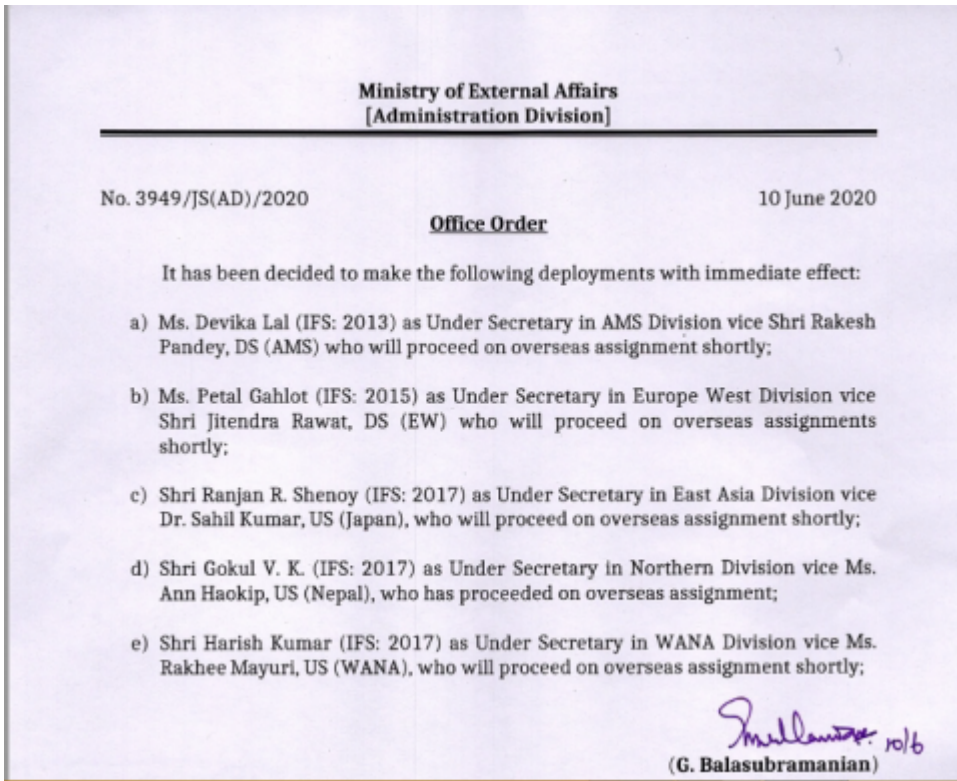 Ministry of External Affairs
[Administration Division]
No. 3949/JS(AD)/2020 10 June 2020
Office Order
It has been decided to make the following deployments with immediate effect:
a) Ms. Devika Lal (IFS: 2013) as Under Secretary in AMS Division vice Shri Rakesh
Pandey, DS (AMS) who will proceed on overseas assignment shortly;
b) Ms. Petal Gahlot (IFS: 2015) as Under Secretary in Europe West Division vice
Shri Jitendra Rawat, DS (EW) who will proceed on overseas assignments
shortly;
c) Shri Ranjan R. Shenoy (IFS: 2017) as Under Secretary in East Asia Division vice
Dr. Sahil Kumar, US (Japan), who will proceed on overseas assignment shortly;
d) Shri Gokul V. K. (IFS: 2017) as Under Secretary in Northern Division vice Ms.
Ann Haokip, US (Nepal), who has proceeded on overseas assignment;
e) Shri Harish Kumar (IFS: 2017) as Under Secretary in WANA Division vice Ms.
Rakhee Mayuri, US (WANA), who will proceed on overseas assignment shortly;
10/6
(G. Balasubramanian)